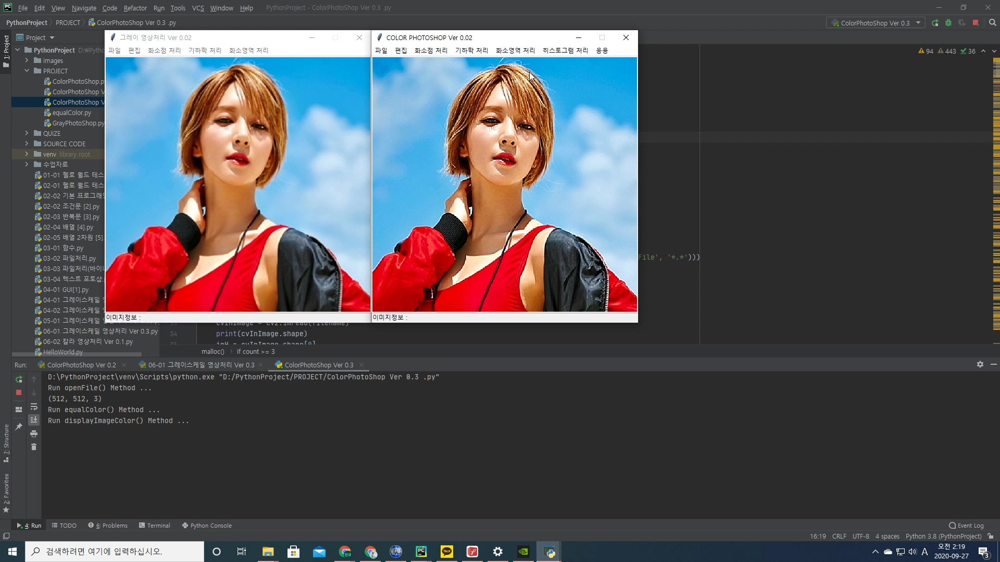 File Edit View Navigate Code Refactor Run Tools VCS Window Help PythonProject - ColorPhotoShop Ver 0.3 .py
PythonProject PROJECT ColorPhotoShop Ver 0.3 .py
ColorPhotoShop Ver 0.3
1: Project
Project
PythonProject D:₩Pytho
images
PROJECT
ColorPhotoShop.p
ColorPhotoShop V
ColorPhotoShop V
equalColor.py
GrayPhotoShop.py
QUIZE
SOURCE CODE
venv library root
수업자료
01-01 헬로 월드 테스
02-01 헬로 월드 테스
02-02 기본 프로그래밍
02-02 조건문 [2].py
02-03 반복문 [3].py
02-04 배열 [4].py
02-05 배열 2차원 [5].
03-01 함수.py
03-02 파일처리.py
03-03 파일처리(바이너
03-04 텍스트 포토샵.
04-01 GUI[1].py
04-01 그레이스케일
04-02 그레이스케일
05-01 그레이스케일
06-01 그레이스케일 영상처리 Ver 0.3.py
06-02 칼라 영상처리 Ver 0.1.py
HelloWorld.py
그레이 영상처리 Ver 0.02
파일 편집 화소점 처리 기하학 처리 화소영역 처리
이미지정보 :
COLOR PHOTOSHOP Ver 0.02
파일 편집 화소점 처리 기하학 처리 화소영역 처리 히스토그램 처리 응용
이미지정보 :
94 443 36
File', '*.*')))
cvInImage = cv2.imread(filename)
34 print(cvInImage.shape)
inH = cvInImage.shape[0]
malloc() if count >= 3
Run: ColorPhotoShop Ver 0.2 06-01 그레이스케일 영상처리 Ver 0.3 ColorPhotoShop Ver 0.3
D:\PythonProject\venv\Scripts\python.exe "D:/PythonProject/PROJECT/ColorPhotoShop Ver 0.3 .py"
Run openFile() Method ...
(512, 512, 3)
Run equalColor() Method ...
Run displayImageColor() Method ...
7: Structure
2: Favorites
4: Run TODO 6: Problems Terminal Python Console Event Log
16:19 CRLF UTF-8 4 spaces Python 3.8 (PythonProject)
검색하려면 여기에 입력하십시오.
A 오전 2:19
2020-09-27
3